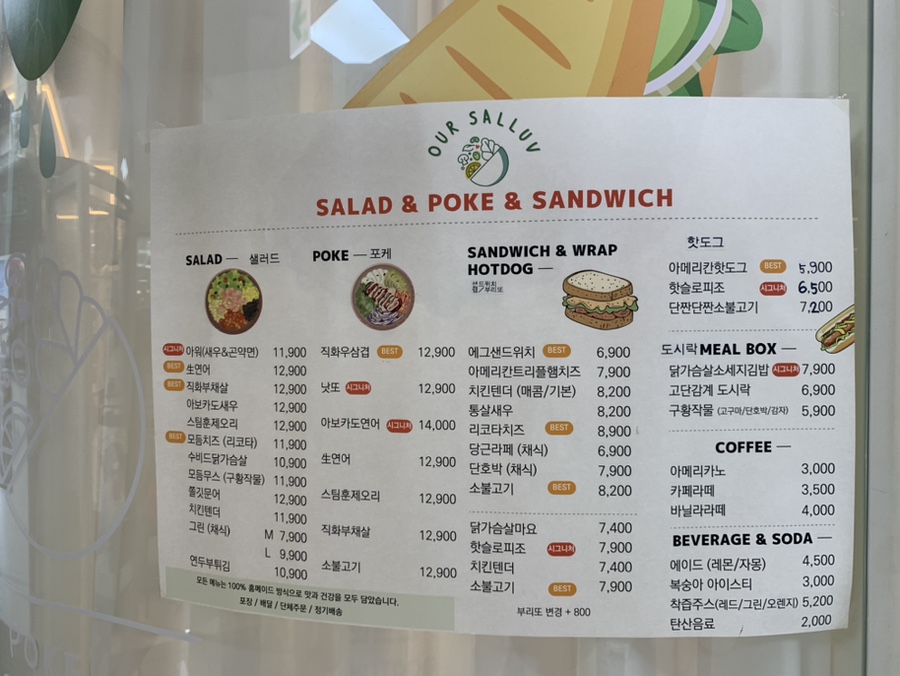 OUR SALLUV
SALAD & POKE & SANDWICH
SALAD — 샐러드
시그니처 아워(새우&곤약면) 11,900
BEST 生연어 12,900
BEST 직화부채살 12,900
아보카도새우 12,900
스팀훈제오리 12,900
BEST 모듬치즈 (리코타) 11,900
수비드닭가슴살 10,900
모듬무스 (구황작물) 11,900
쫄깃문어 12,900
치킨텐더 11,900
그린 (채식) M 7,900
L 9,900
연두부튀김 10,900
모든 메뉴는 100% 홈메이드 방식으로 맛과 건강을 모두 담았습니다.
포장 / 배달 / 단체주문 / 정기배송
POKE — 포케
직화우삼겹 BEST 12,900
낫또 시그니처 12,900
아보카도연어 시그니처 14,000
生연어 12,900
스팀훈제오리 12,900
직화부채살 12,900
소불고기 12,900
SANDWICH & WRAP
HOTDOG —
샌드위치
랩/부리또
에그샌드위치 BEST 6,900
아메리칸트리플햄치즈 7,900
치킨텐더 (매콤/기본) 8,200
통살새우 8,200
리코타치즈 BEST 8,900
당근라페 (채식) 6,900
단호박 (채식) 7,900
소불고기 BEST 8,200
닭가슴살마요 7,400
핫슬로피조 시그니처 7,900
치킨텐더 7,400
소불고기 BEST 7,900
부리또 변경 + 800
핫도그
아메리칸핫도그 BEST 5,900
핫슬로피조 시그니처 6,500
단짠단짠소불고기 7,200
도시락 MEAL BOX —
닭가슴살소세지김밥 시그니처 7,900
고단감계 도시락 6,900
구황작물 (고구마/단호박/감자) 5,900
COFFEE —
아메리카노 3,000
카페라떼 3,500
바닐라라떼 4,000
BEVERAGE & SODA —
에이드 (레몬/자몽) 4,500
복숭아 아이스티 3,000
착즙주스(레드/그린/오렌지) 5,200
탄산음료 2,000
POKE